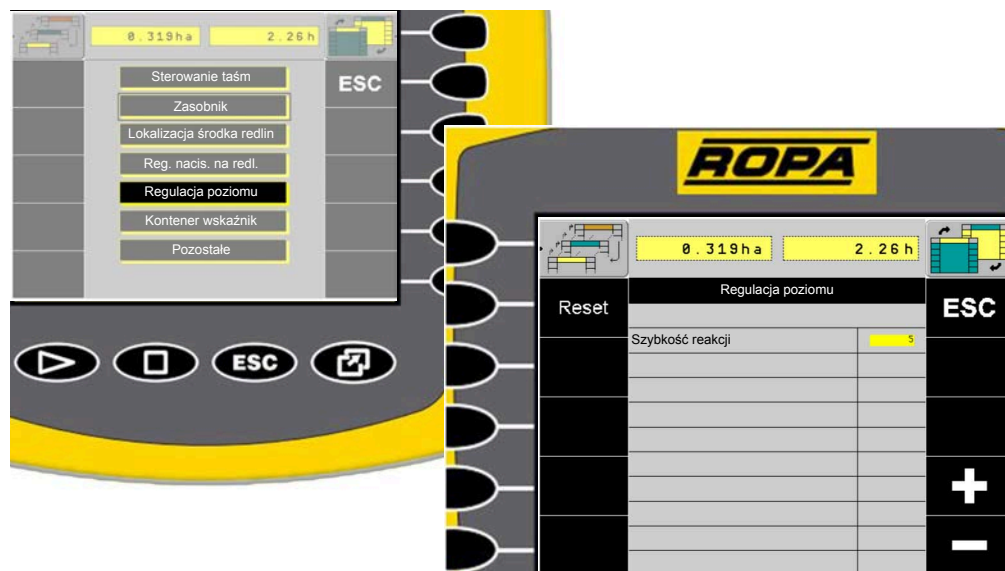 0.319ha 2.26h
ESC
Sterowanie taśm
Zasobnik
Lokalizacja środka redlin
Reg. nacis. na redl.
Regulacja poziomu
Kontener wskaźnik
Pozostałe
ESC
ROPA
0.319ha 2.26h
Reset
Regulacja poziomu
ESC
Szybkość reakcji 5
+
-